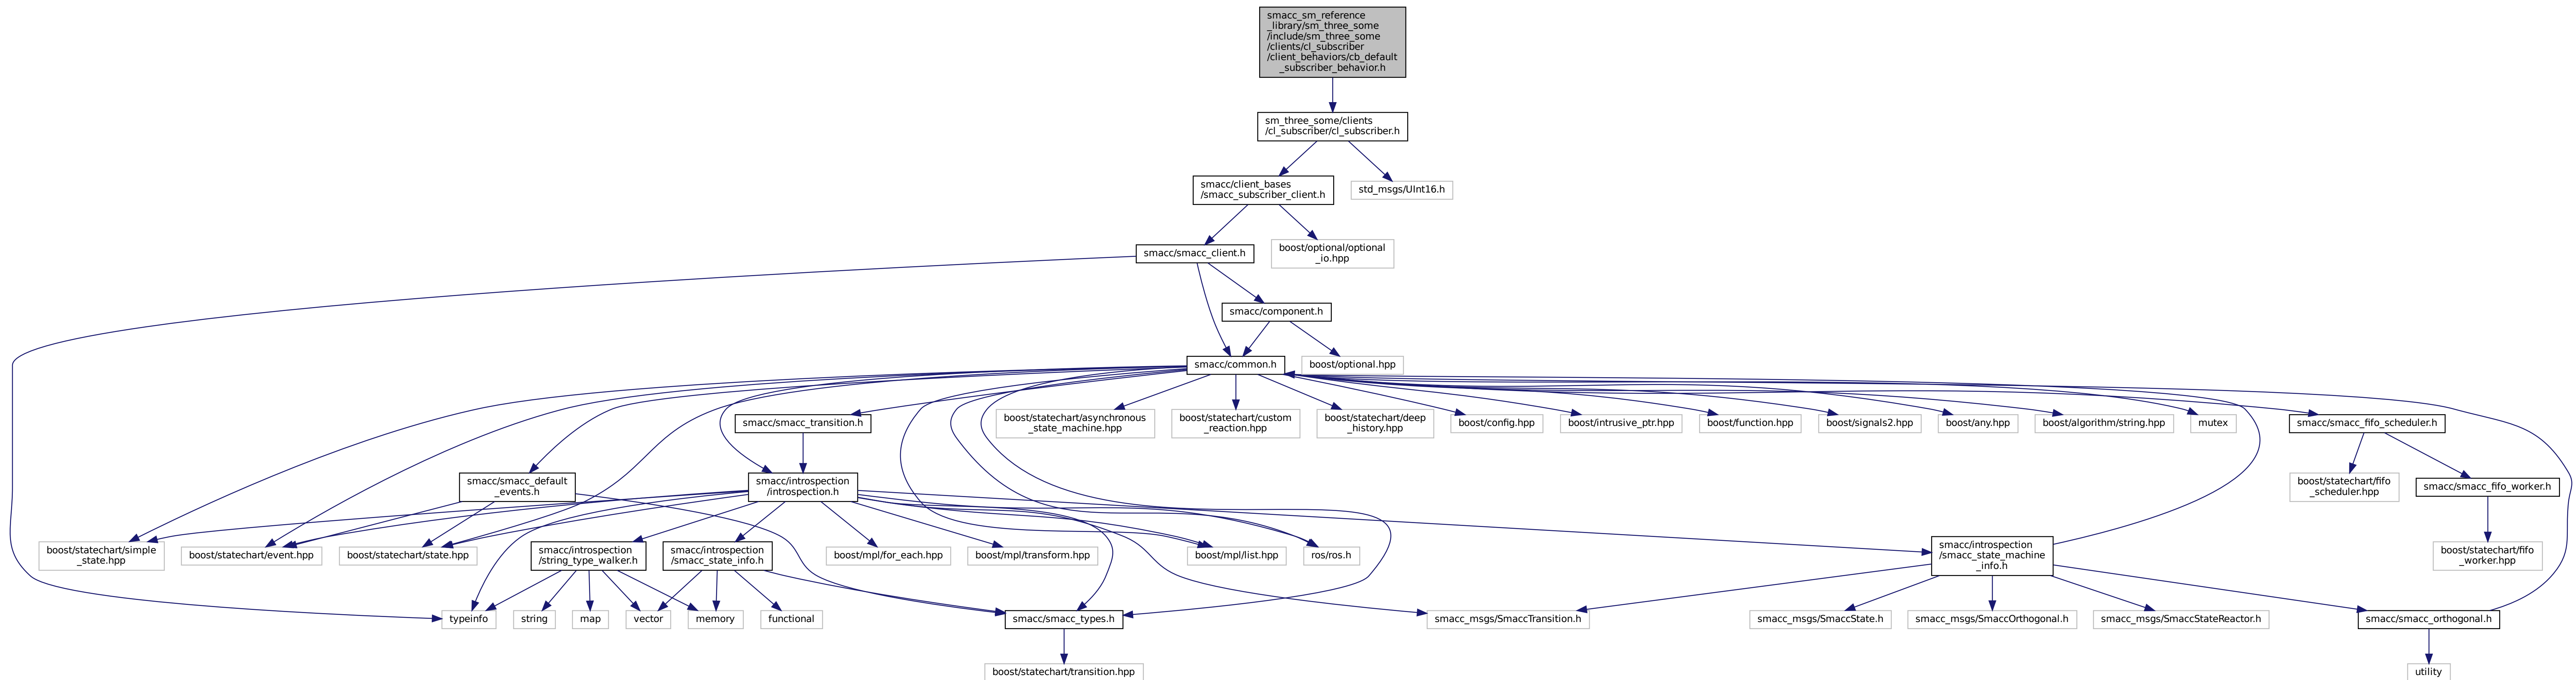 smacc_sm_reference
_library/sm_three_some
/include/sm_three_some
/clients/cl_subscriber
/client_behaviors/cb_default
_subscriber_behavior.h
sm_three_some/clients
/cl_subscriber/cl_subscriber.h
smacc/client_bases
/smacc_subscriber_client.h
std_msgs/UInt16.h
smacc/smacc_client.h
boost/optional/optional
_io.hpp
smacc/component.h
smacc/common.h
boost/optional.hpp
smacc/smacc_transition.h
boost/statechart/asynchronous
_state_machine.hpp
boost/statechart/custom
_reaction.hpp
boost/statechart/deep
_history.hpp
boost/config.hpp
boost/intrusive_ptr.hpp
boost/function.hpp
boost/signals2.hpp
boost/any.hpp
boost/algorithm/string.hpp
mutex
smacc/smacc_fifo_scheduler.h
smacc/smacc_default
_events.h
smacc/introspection
/introspection.h
boost/statechart/fifo
_scheduler.hpp
smacc/smacc_fifo_worker.h
boost/statechart/simple
_state.hpp
boost/statechart/event.hpp
boost/statechart/state.hpp
smacc/introspection
/string_type_walker.h
smacc/introspection
/smacc_state_info.h
boost/mpl/for_each.hpp
boost/mpl/transform.hpp
boost/mpl/list.hpp
ros/ros.h
smacc/introspection
/smacc_state_machine
_info.h
boost/statechart/fifo
_worker.hpp
typeinfo
string
map
vector
memory
functional
smacc/smacc_types.h
smacc_msgs/SmaccTransition.h
smacc_msgs/SmaccState.h
smacc_msgs/SmaccOrthogonal.h
smacc_msgs/SmaccStateReactor.h
smacc/smacc_orthogonal.h
boost/statechart/transition.hpp
utility